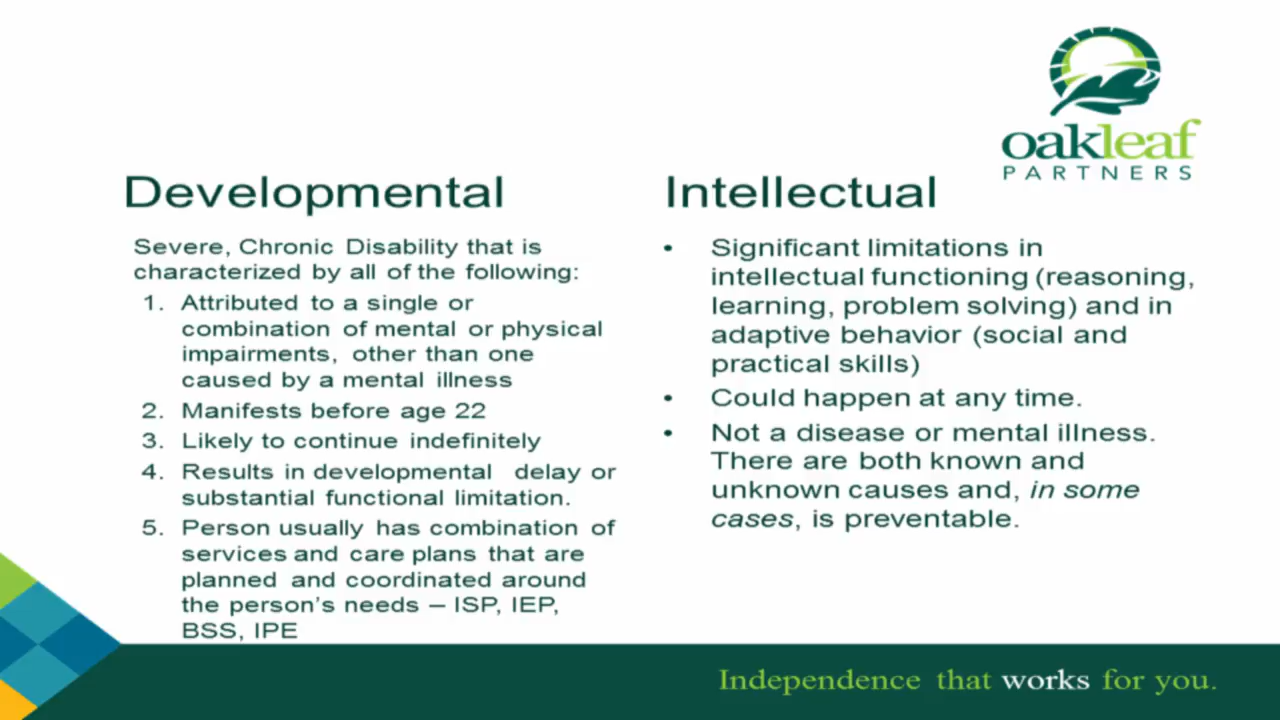 oakleaf
PARTNERS
Developmental
Severe, Chronic Disability that is
characterized by all of the following:
1. Attributed to a single or
combination of mental or physical
impairments, other than one
caused by a mental illness
2. Manifests before age 22
3. Likely to continue indefinitely
4. Results in developmental delay or
substantial functional limitation.
5. Person usually has combination of
services and care plans that are
planned and coordinated around
the person's needs – ISP, IEP,
BSS, IPE
Intellectual
• Significant limitations in
intellectual functioning (reasoning,
learning, problem solving) and in
adaptive behavior (social and
practical skills)
• Could happen at any time.
• Not a disease or mental illness.
There are both known and
unknown causes and, in some
cases, is preventable.
Independence that works for you.